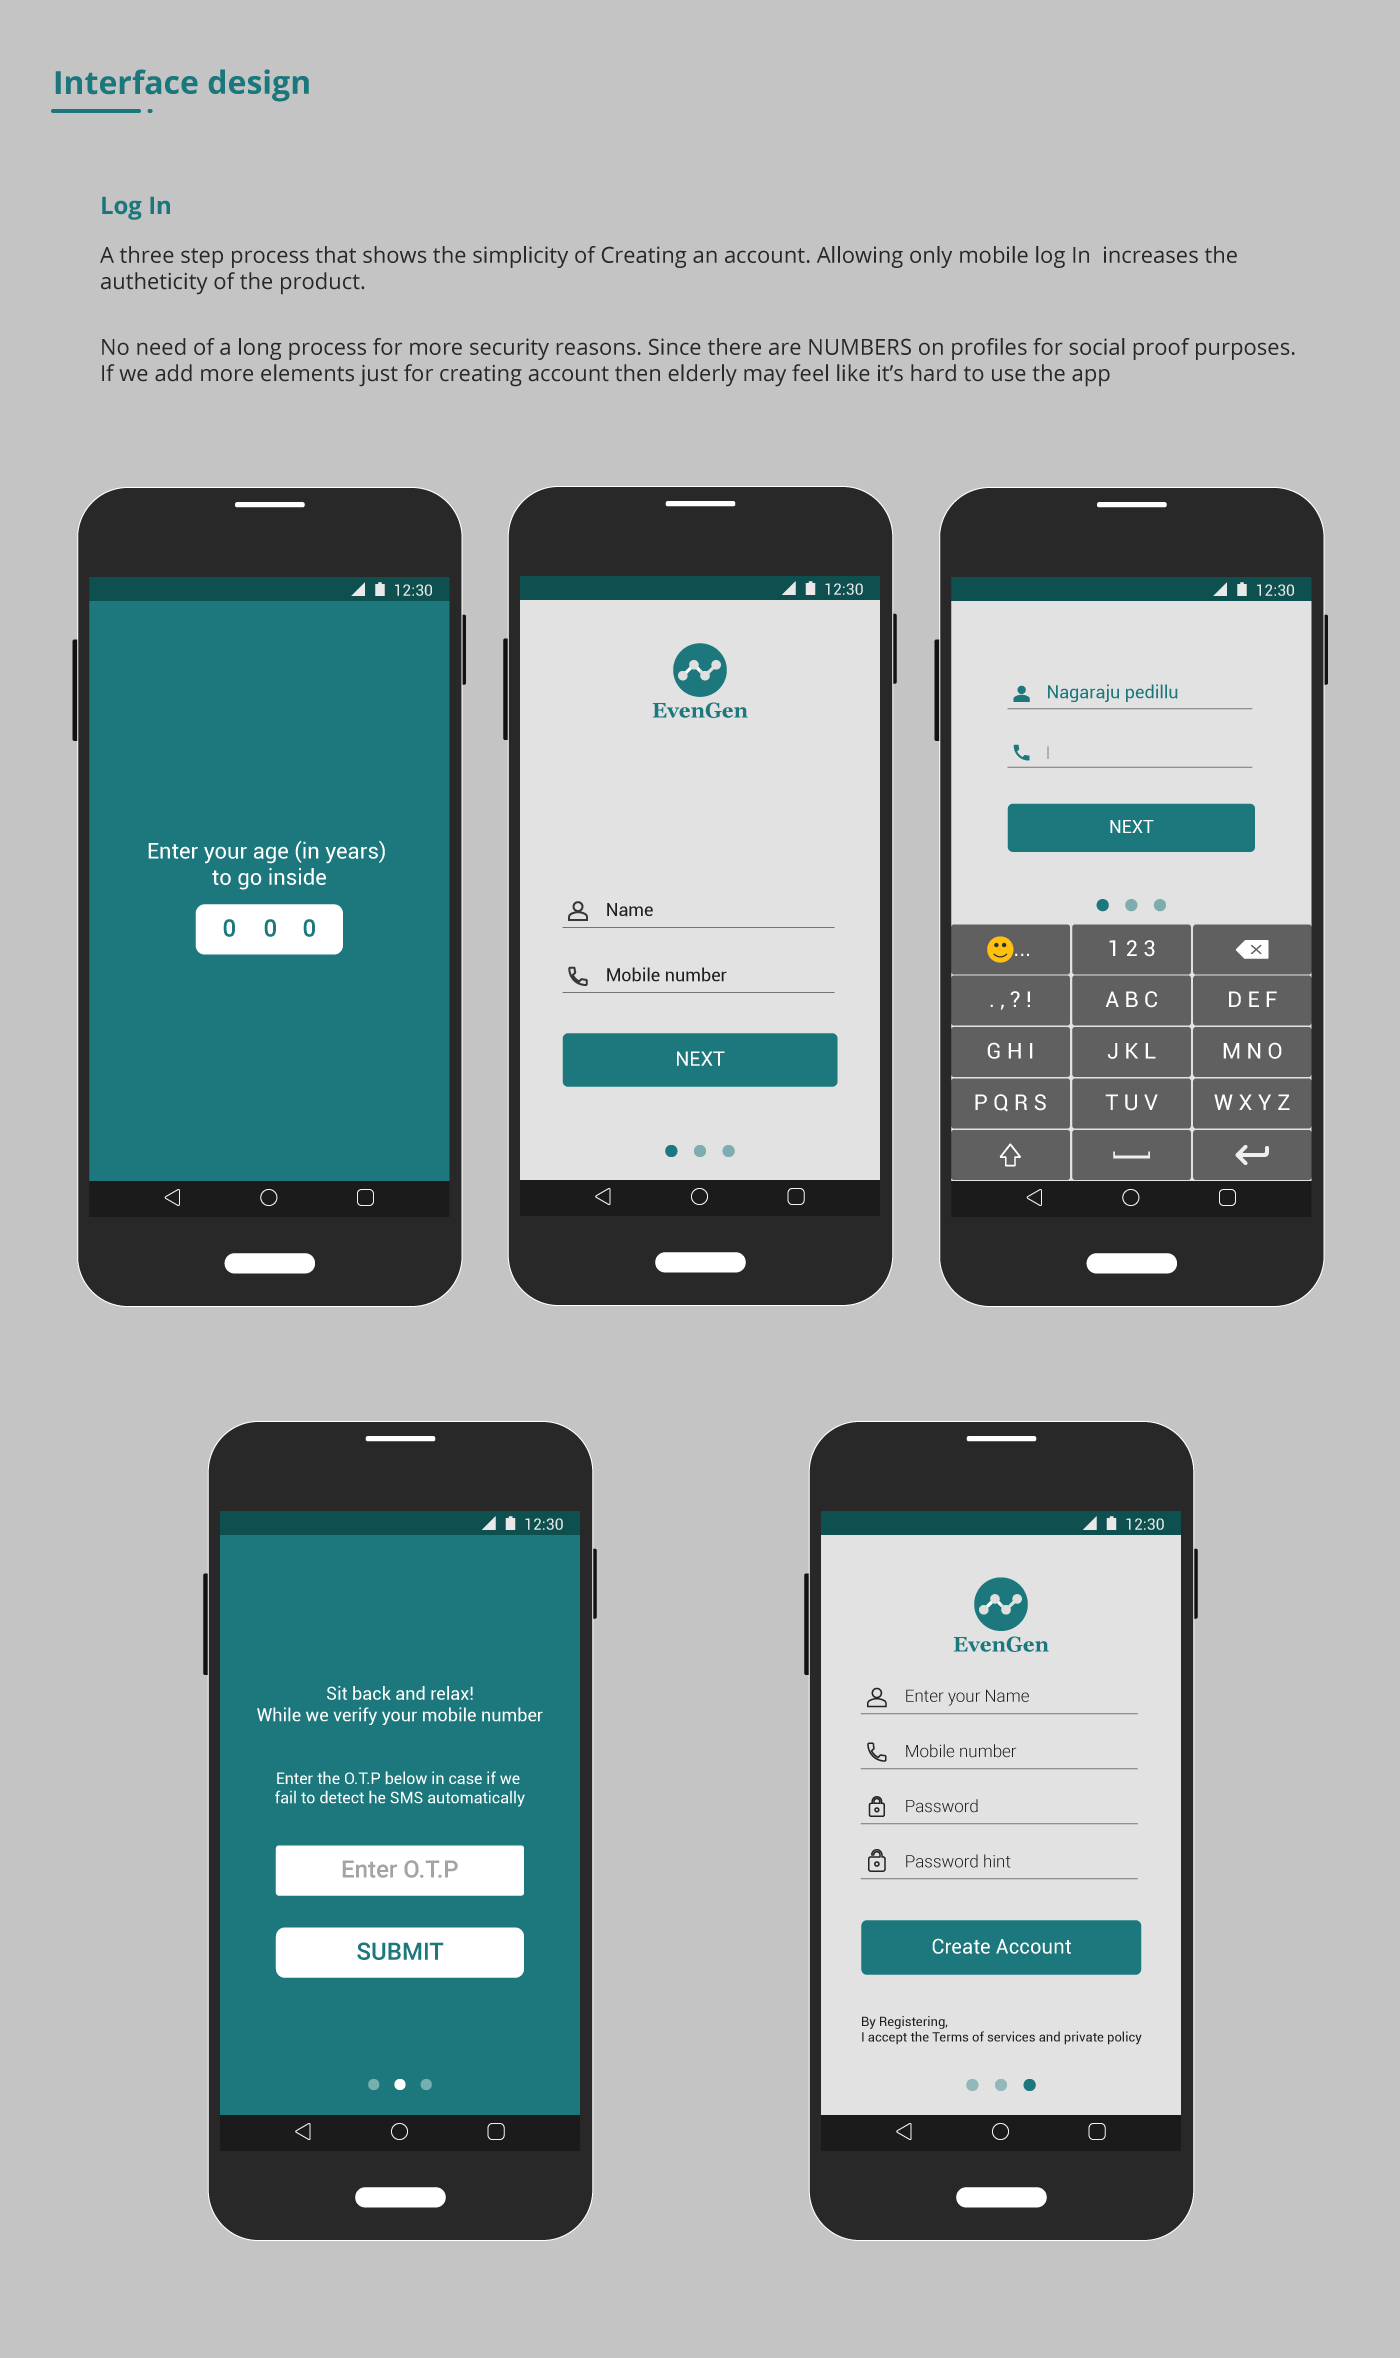 Interface design
Log In
A three step process that shows the simplicity of Creating an account. Allowing only mobile log In  increases the
autheticity of the product.
No need of a long process for more security reasons. Since there are NUMBERS on profiles for social proof purposes.
If we add more elements just for creating account then elderly may feel like it's hard to use the app
12:30
Enter your age (in years)
to go inside
0 0 0
12:30
EvenGen
Name
Mobile number
NEXT
12:30
Nagaraju pedillu
NEXT
... 1 2 3
. , ? ! A B C D E F
G H I J K L M N O
P Q R S T U V W X Y Z
12:30
Sit back and relax!
While we verify your mobile number
Enter the O.T.P below in case if we
fail to detect he SMS automatically
Enter O.T.P
SUBMIT
12:30
EvenGen
Enter your Name
Mobile number
Password
Password hint
Create Account
By Registering,
I accept the Terms of services and private policy